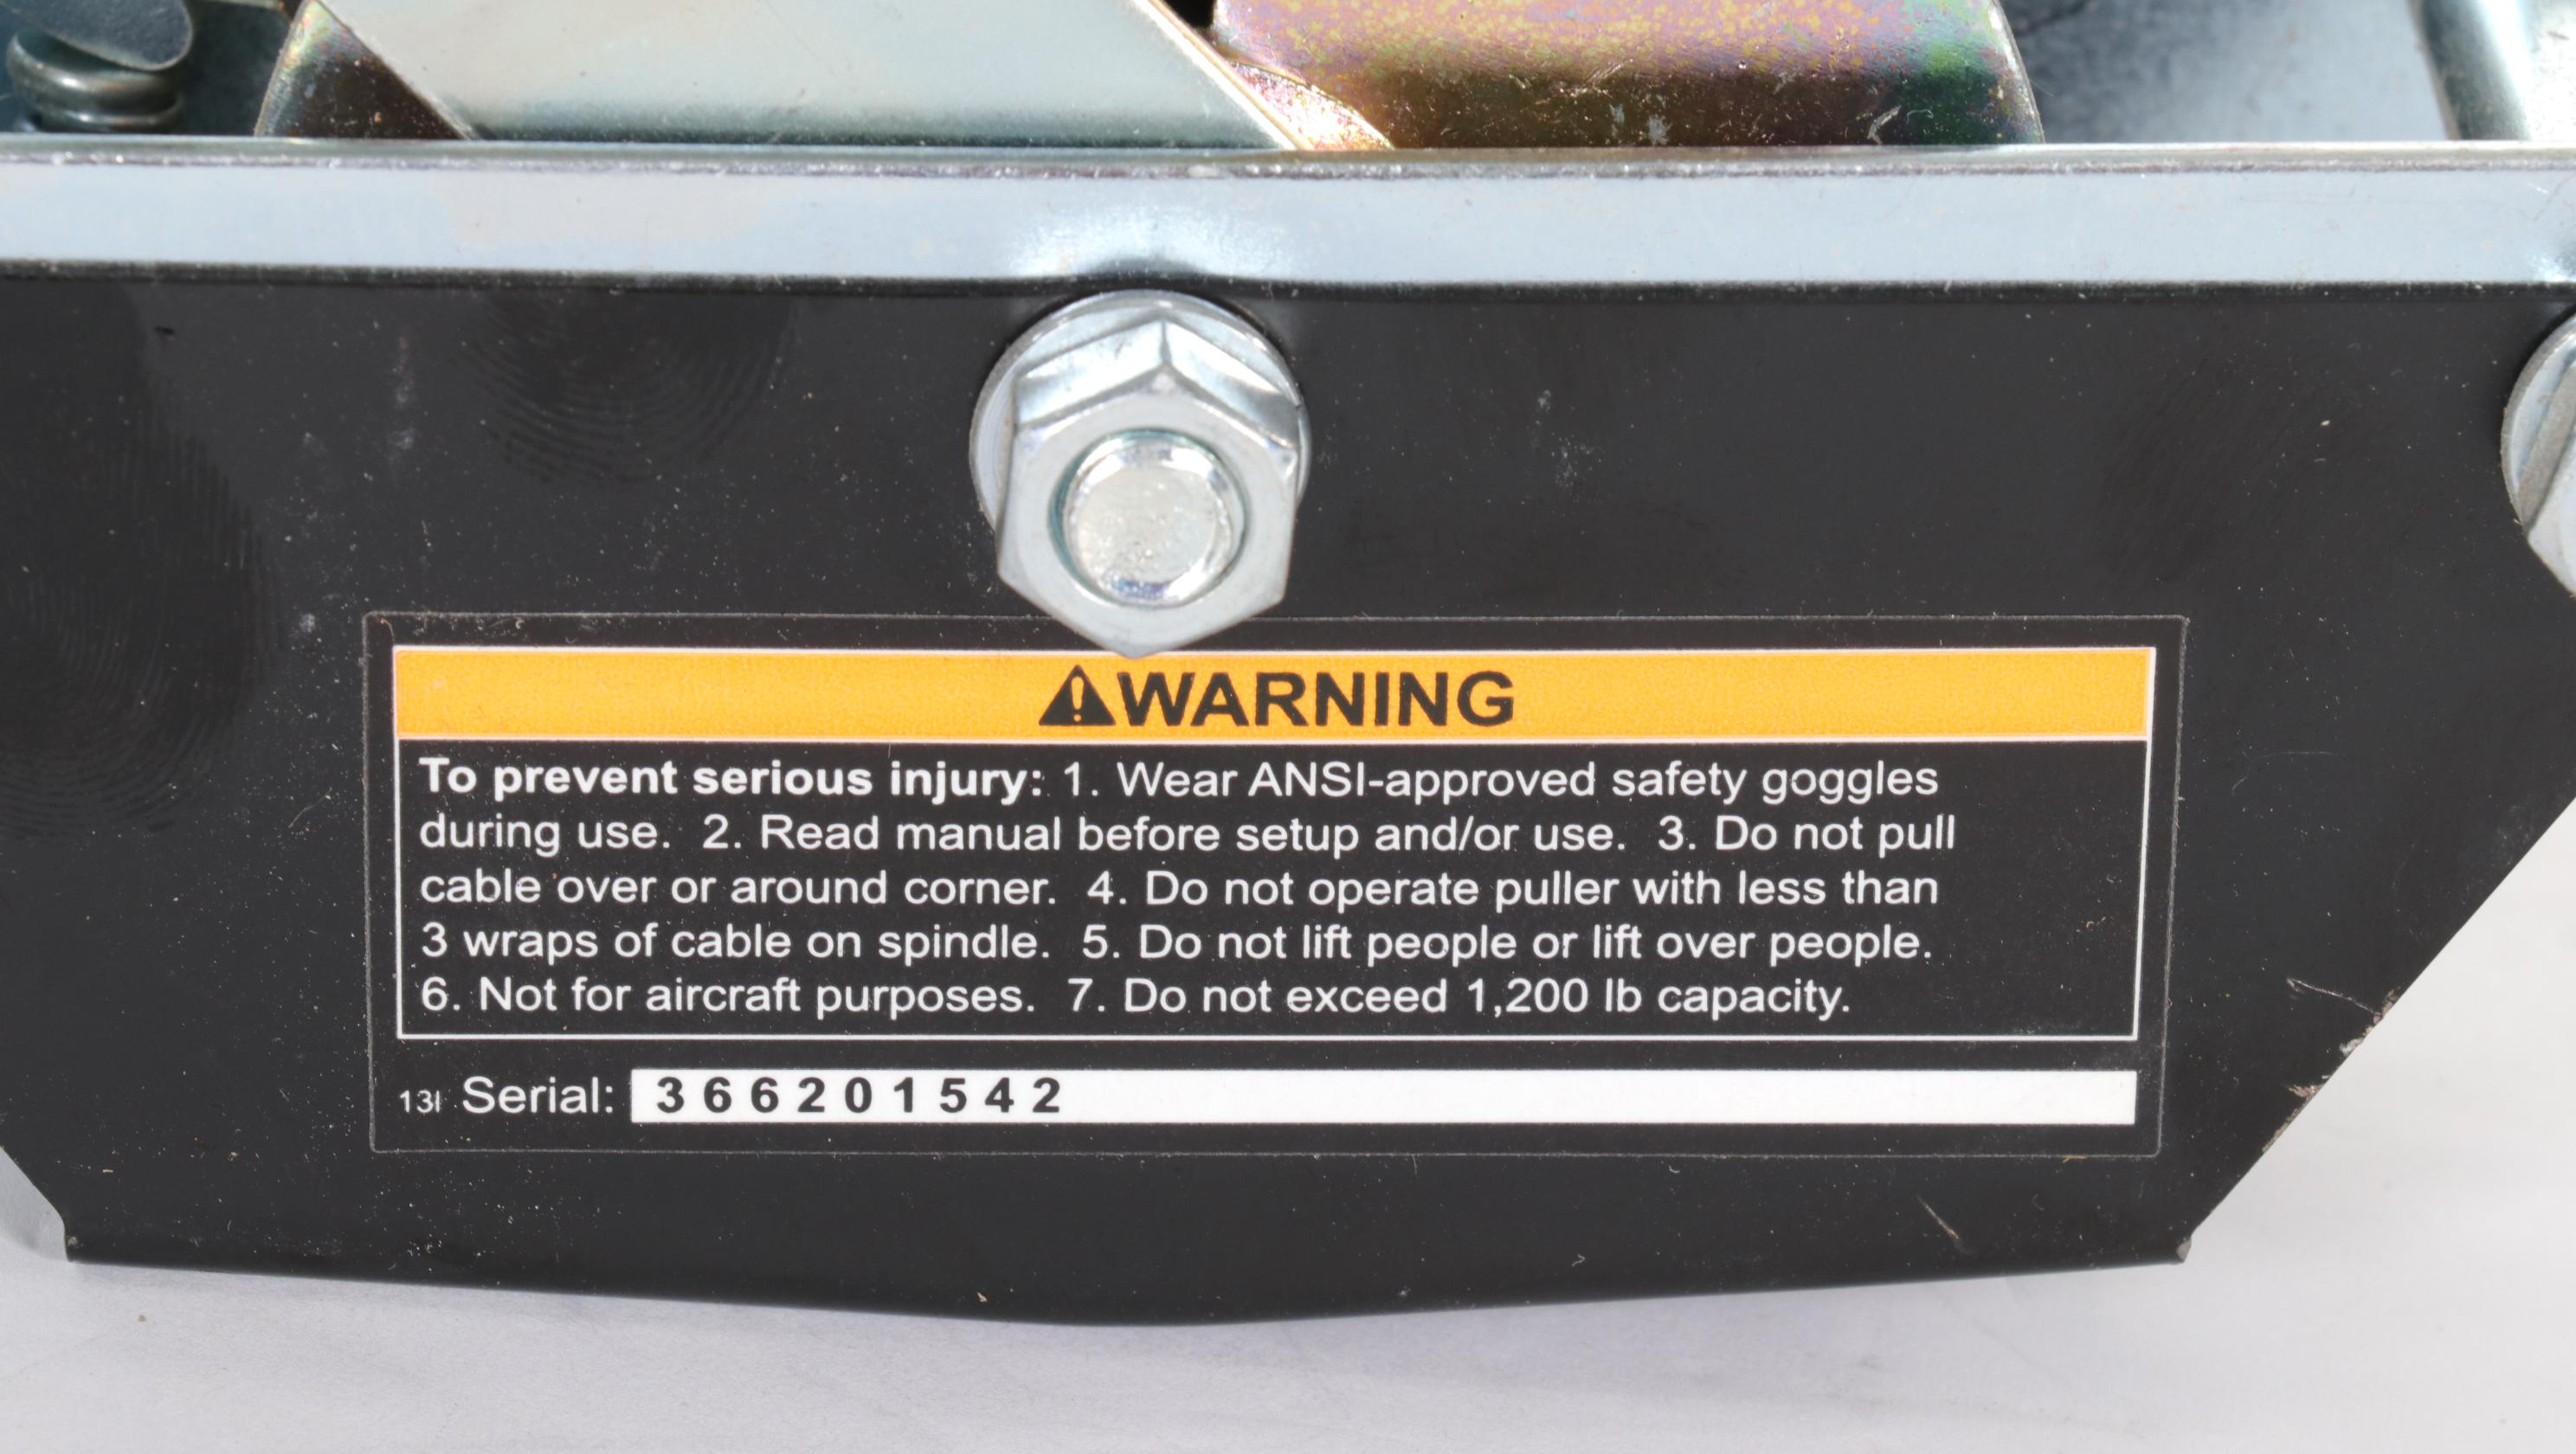 WARNING
To prevent serious injury: 1. Wear ANSI-approved safety goggles
during use. 2. Read manual before setup and/or use. 3. Do not pull
cable over or around corner. 4. Do not operate puller with less than
3 wraps of cable on spindle. 5. Do not lift people or lift over people.
6. Not for aircraft purposes. 7. Do not exceed 1,200 lb capacity.
13I Serial: 366201542